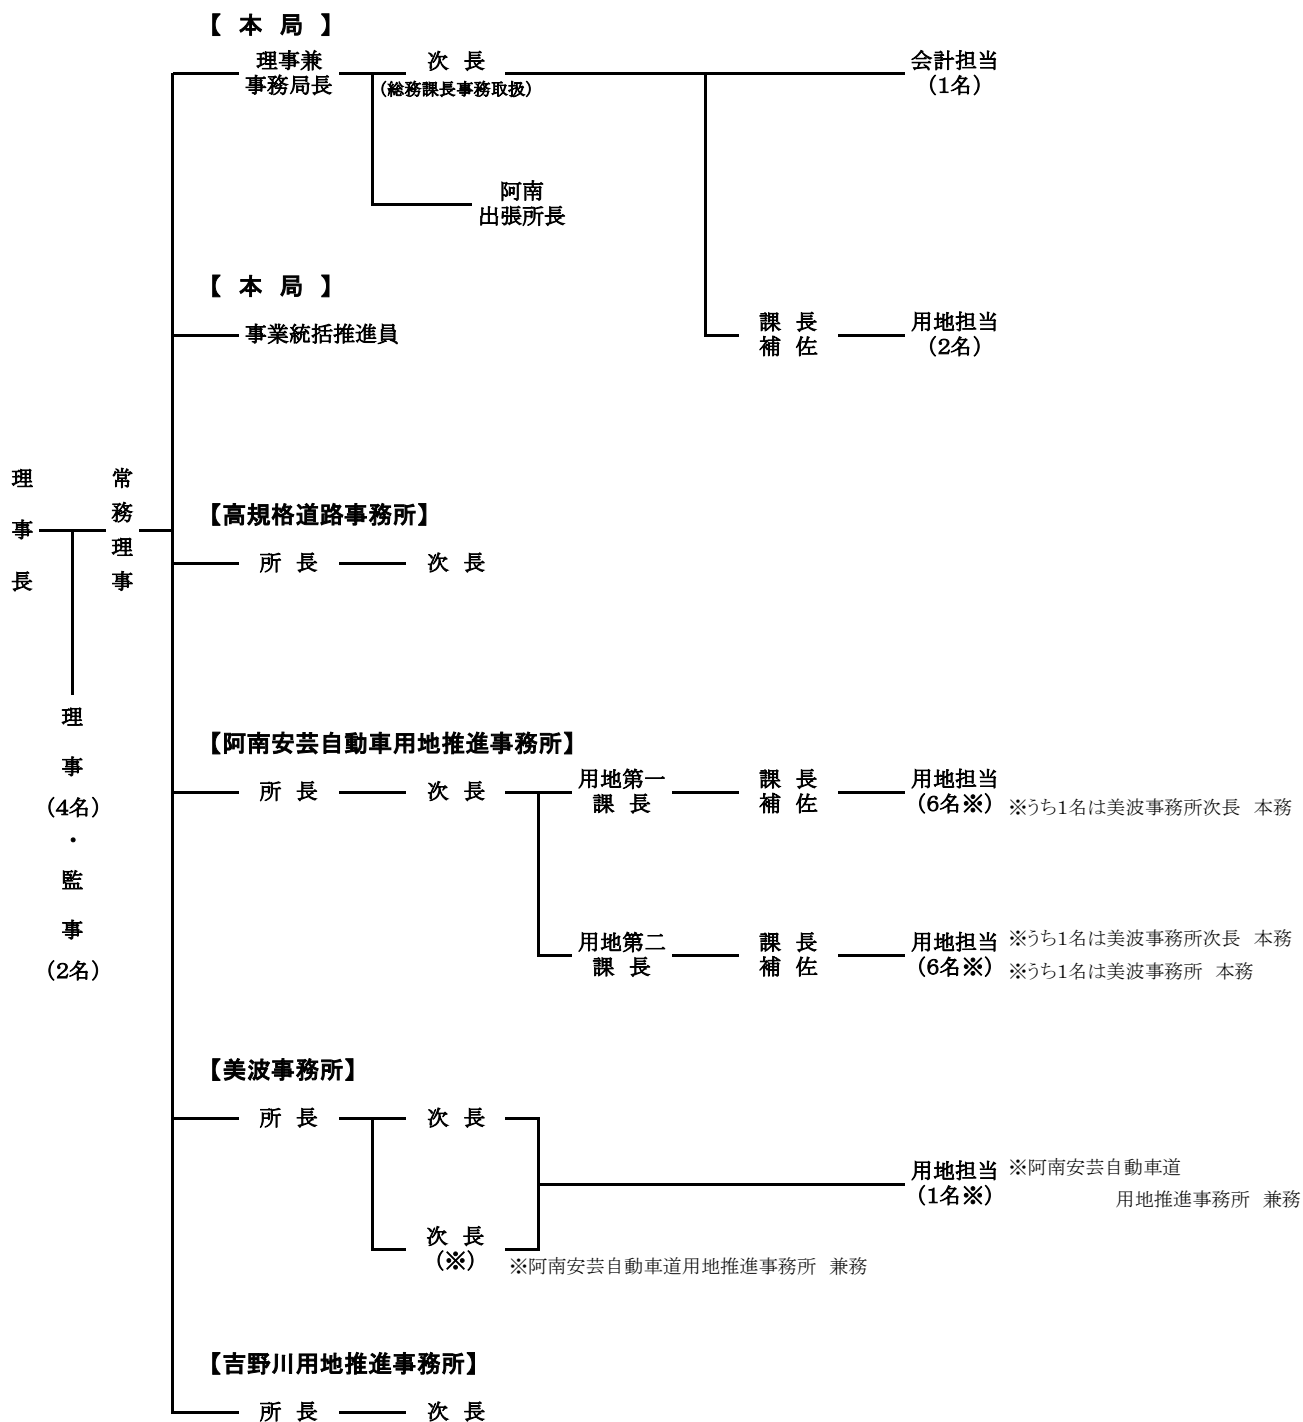 【 本 局 】
理事兼
事務局長
次 長
(総務課長事務取扱)
会計担当
(1名)
阿南
出張所長
【 本 局 】
事業統括推進員
課 長
補 佐
用地担当
(2名)
理事長
常務理事
【高規格道路事務所】
所 長
次 長
理事
(4名)
・
監事
(2名)
【阿南安芸自動車用地推進事務所】
所 長
次 長
用地第一
課 長
課 長
補 佐
用地担当
(6名※)
※うち1名は美波事務所次長 本務
用地第二
課 長
課 長
補 佐
用地担当
(6名※)
※うち1名は美波事務所次長 本務
※うち1名は美波事務所 本務
【美波事務所】
所 長
次 長
用地担当
(1名※)
※阿南安芸自動車道
用地推進事務所 兼務
次 長
(※)
※阿南安芸自動車道用地推進事務所 兼務
【吉野川用地推進事務所】
所 長
次 長